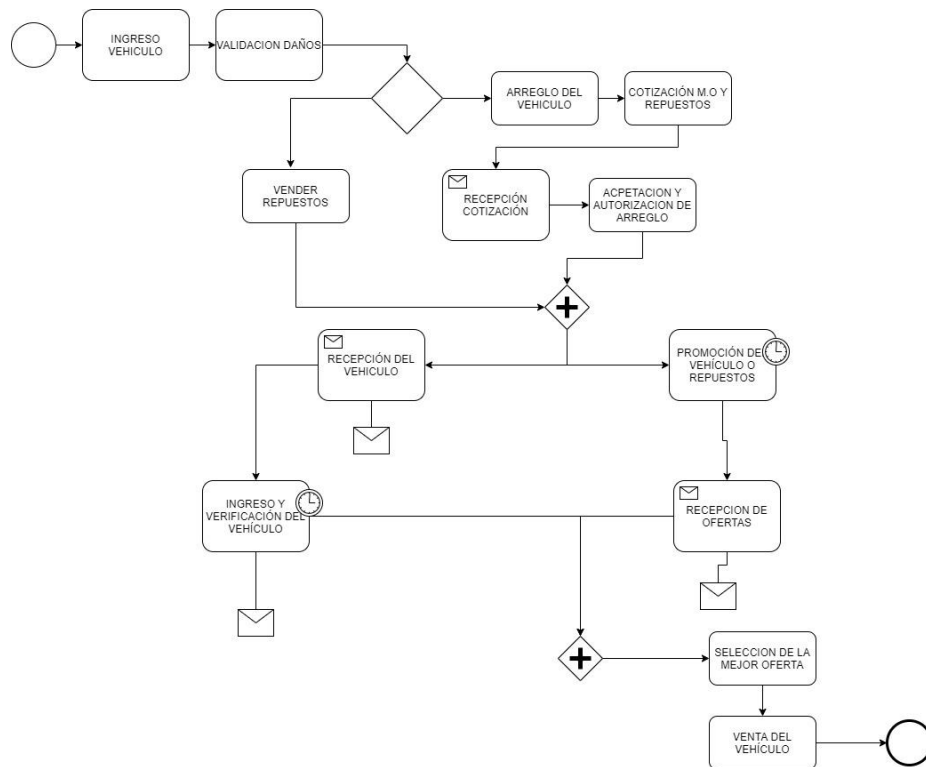 INGRESO
VEHICULO
VALIDACION DAÑOS
ARREGLO DEL
VEHICULO
COTIZACIÓN M.O Y
REPUESTOS
VENDER
REPUESTOS
RECEPCIÓN
COTIZACIÓN
ACPETACION Y
AUTORIZACION DE
ARREGLO
RECEPCIÓN DEL
VEHICULO
PROMOCIÓN DE
VEHÍCULO O
REPUESTOS
INGRESO Y
VERIFICACIÓN DEL
VEHÍCULO
RECEPCION DE
OFERTAS
SELECCION DE LA
MEJOR OFERTA
VENTA DEL
VEHÍCULO